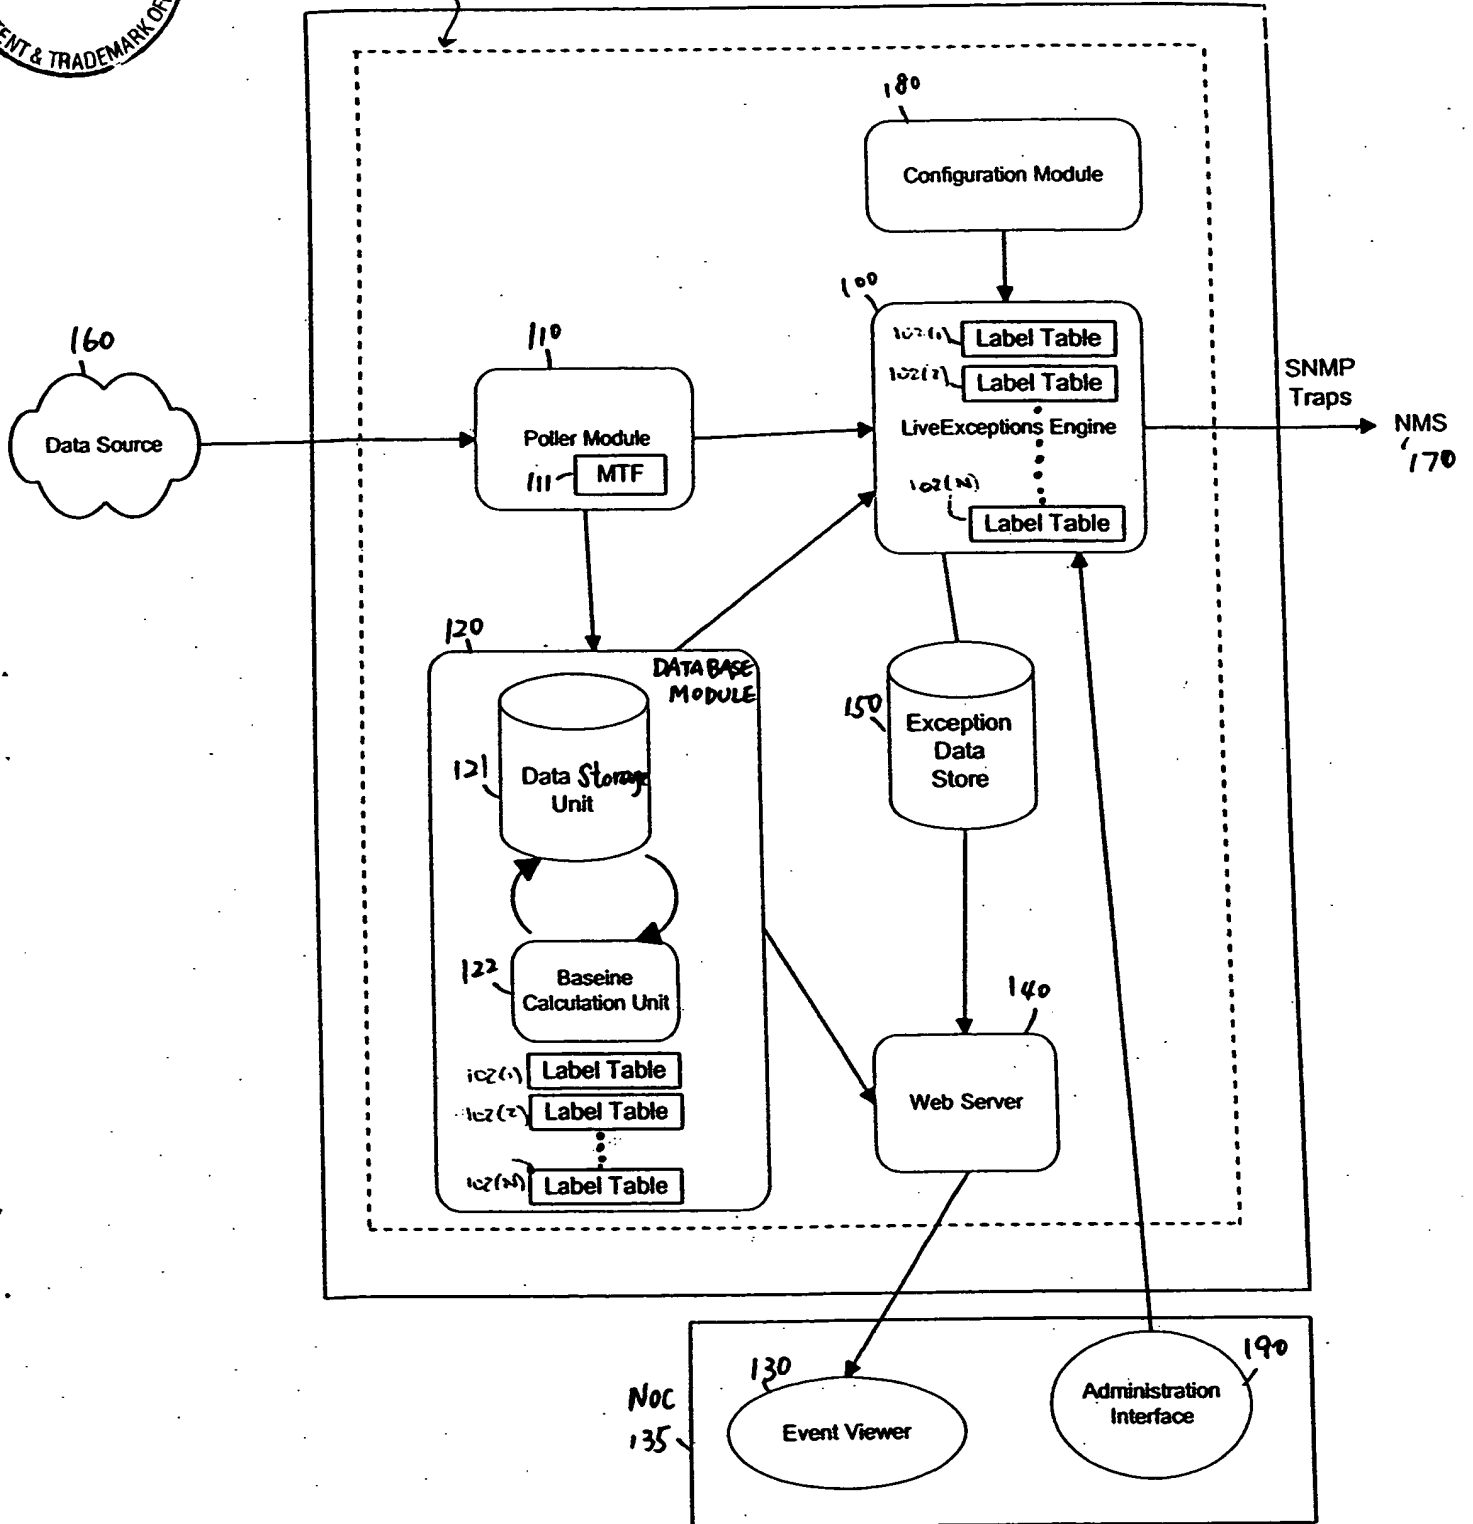 ENT & TRADEMARK OF
180
Configuration Module
100
102(1)
Label Table
102(2)
Label Table
LiveExceptions Engine
102(N)
Label Table
SNMP
Traps
NMS
170
160
Data Source
110
Poller Module
111
MTF
120
DATABASE
MODULE
121
Data Storage
Unit
122
Baseine
Calculation Unit
102(1)
Label Table
102(2)
Label Table
102(N)
Label Table
150
Exception
Data
Store
140
Web Server
NOC
135
130
Event Viewer
190
Administration
Interface